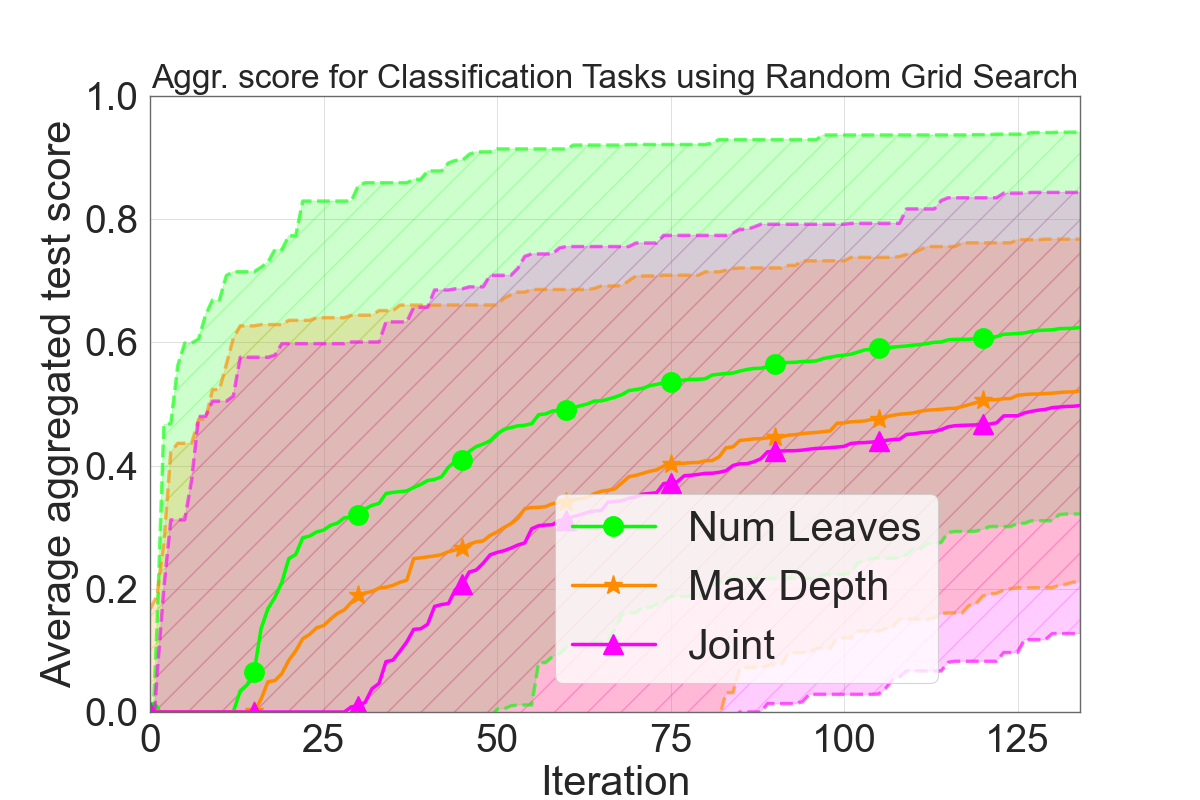 Aggr. score for Classification Tasks using Random Grid Search
Average aggregated test score
1.0
0.8
0.6
0.4
0.2
0.0
Num Leaves
Max Depth
Joint
0 25 50 75 100 125
Iteration